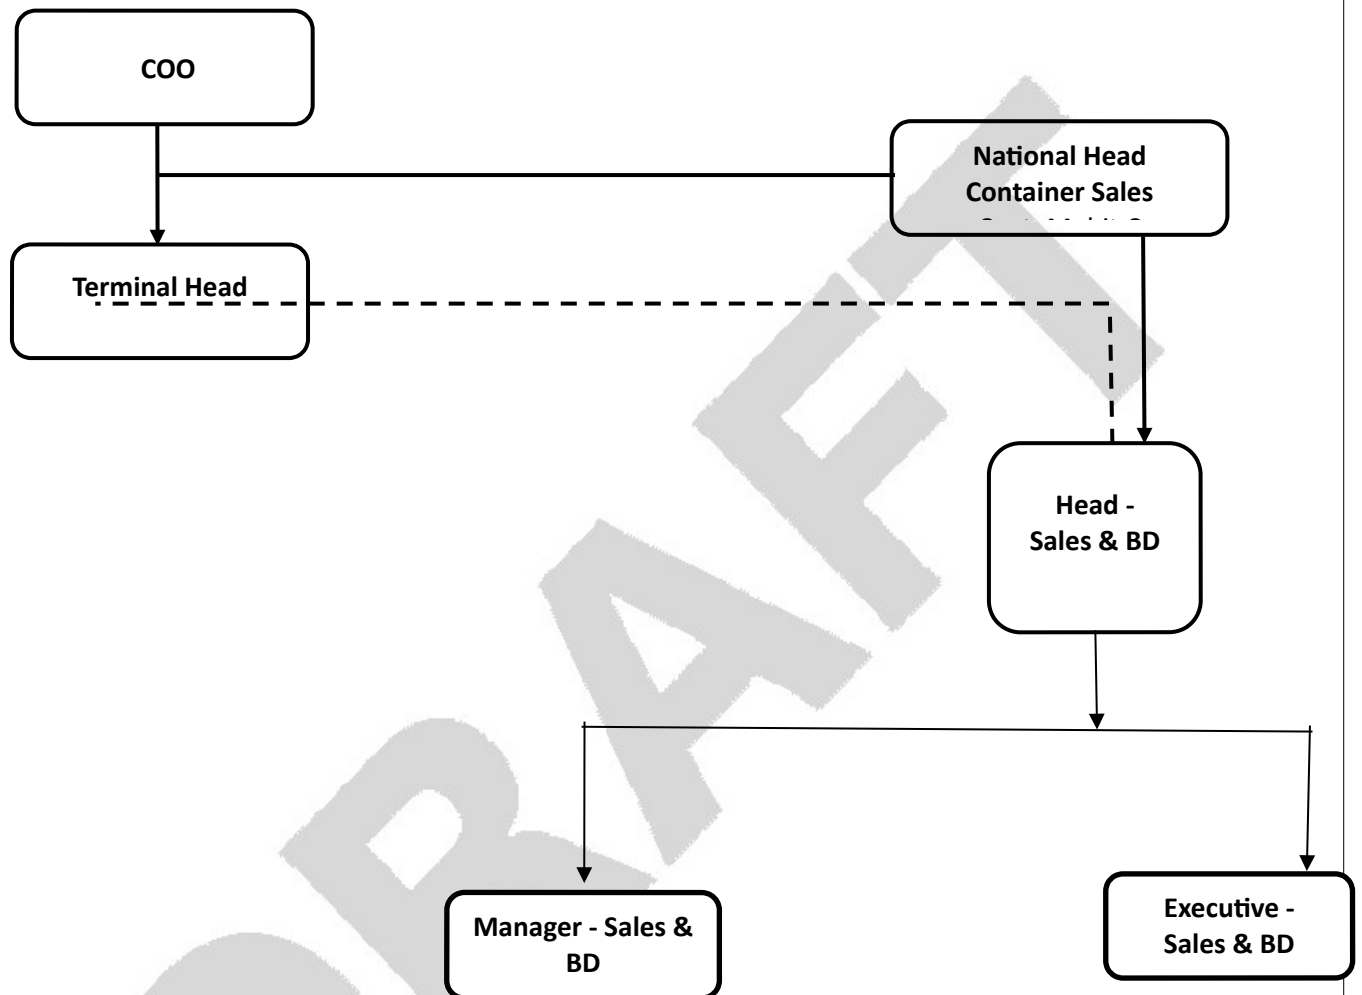 COO
National Head
Container Sales
Terminal Head
Head -
Sales & BD
Manager - Sales &
BD
Executive -
Sales & BD
DRAFT